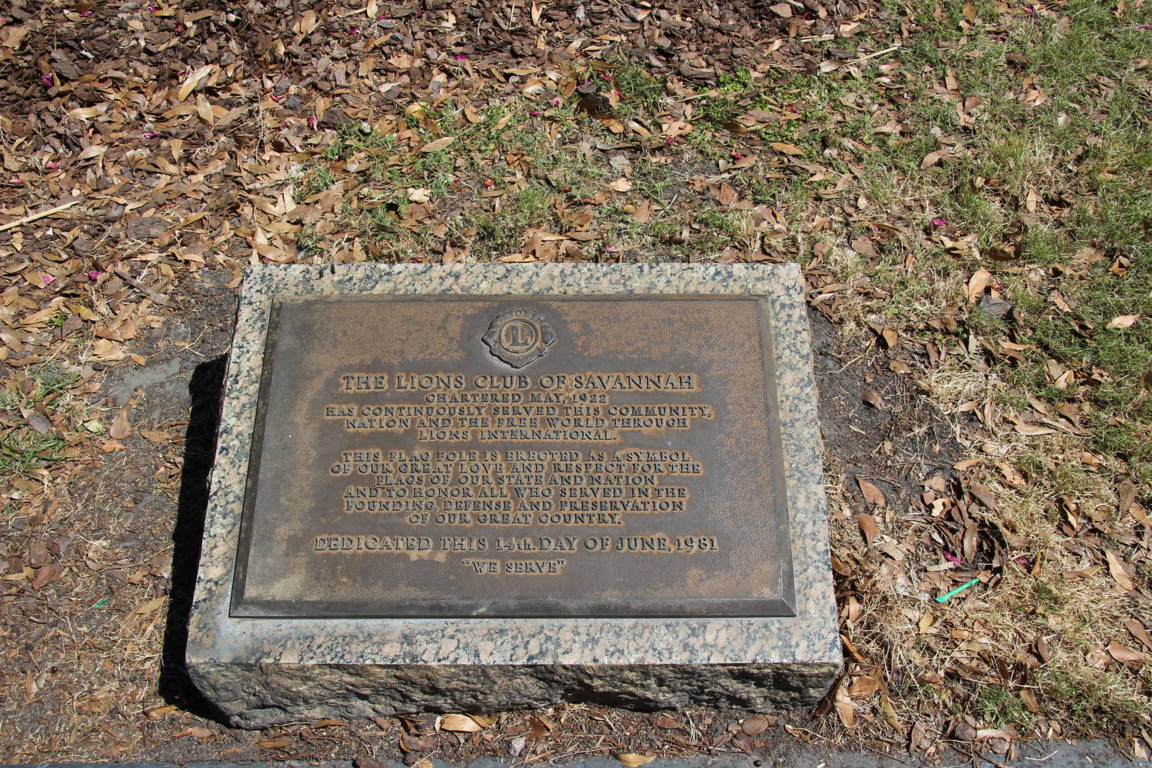 L
THE LIONS CLUB OF SAVANNAH
CHARTERED MAY, 1922
HAS CONTINUOUSLY SERVED THIS COMMUNITY,
NATION AND THE FREE WORLD THROUGH
LIONS INTERNATIONAL.
THIS FLAG POLE IS ERECTED AS A SYMBOL
OF OUR GREAT LOVE AND RESPECT FOR THE
FLAGS OF OUR STATE AND NATION
AND TO HONOR ALL WHO SERVED IN THE
FOUNDING, DEFENSE AND PRESERVATION
OF OUR GREAT COUNTRY.
DEDICATED THIS 14th DAY OF JUNE, 1981
"WE SERVE"